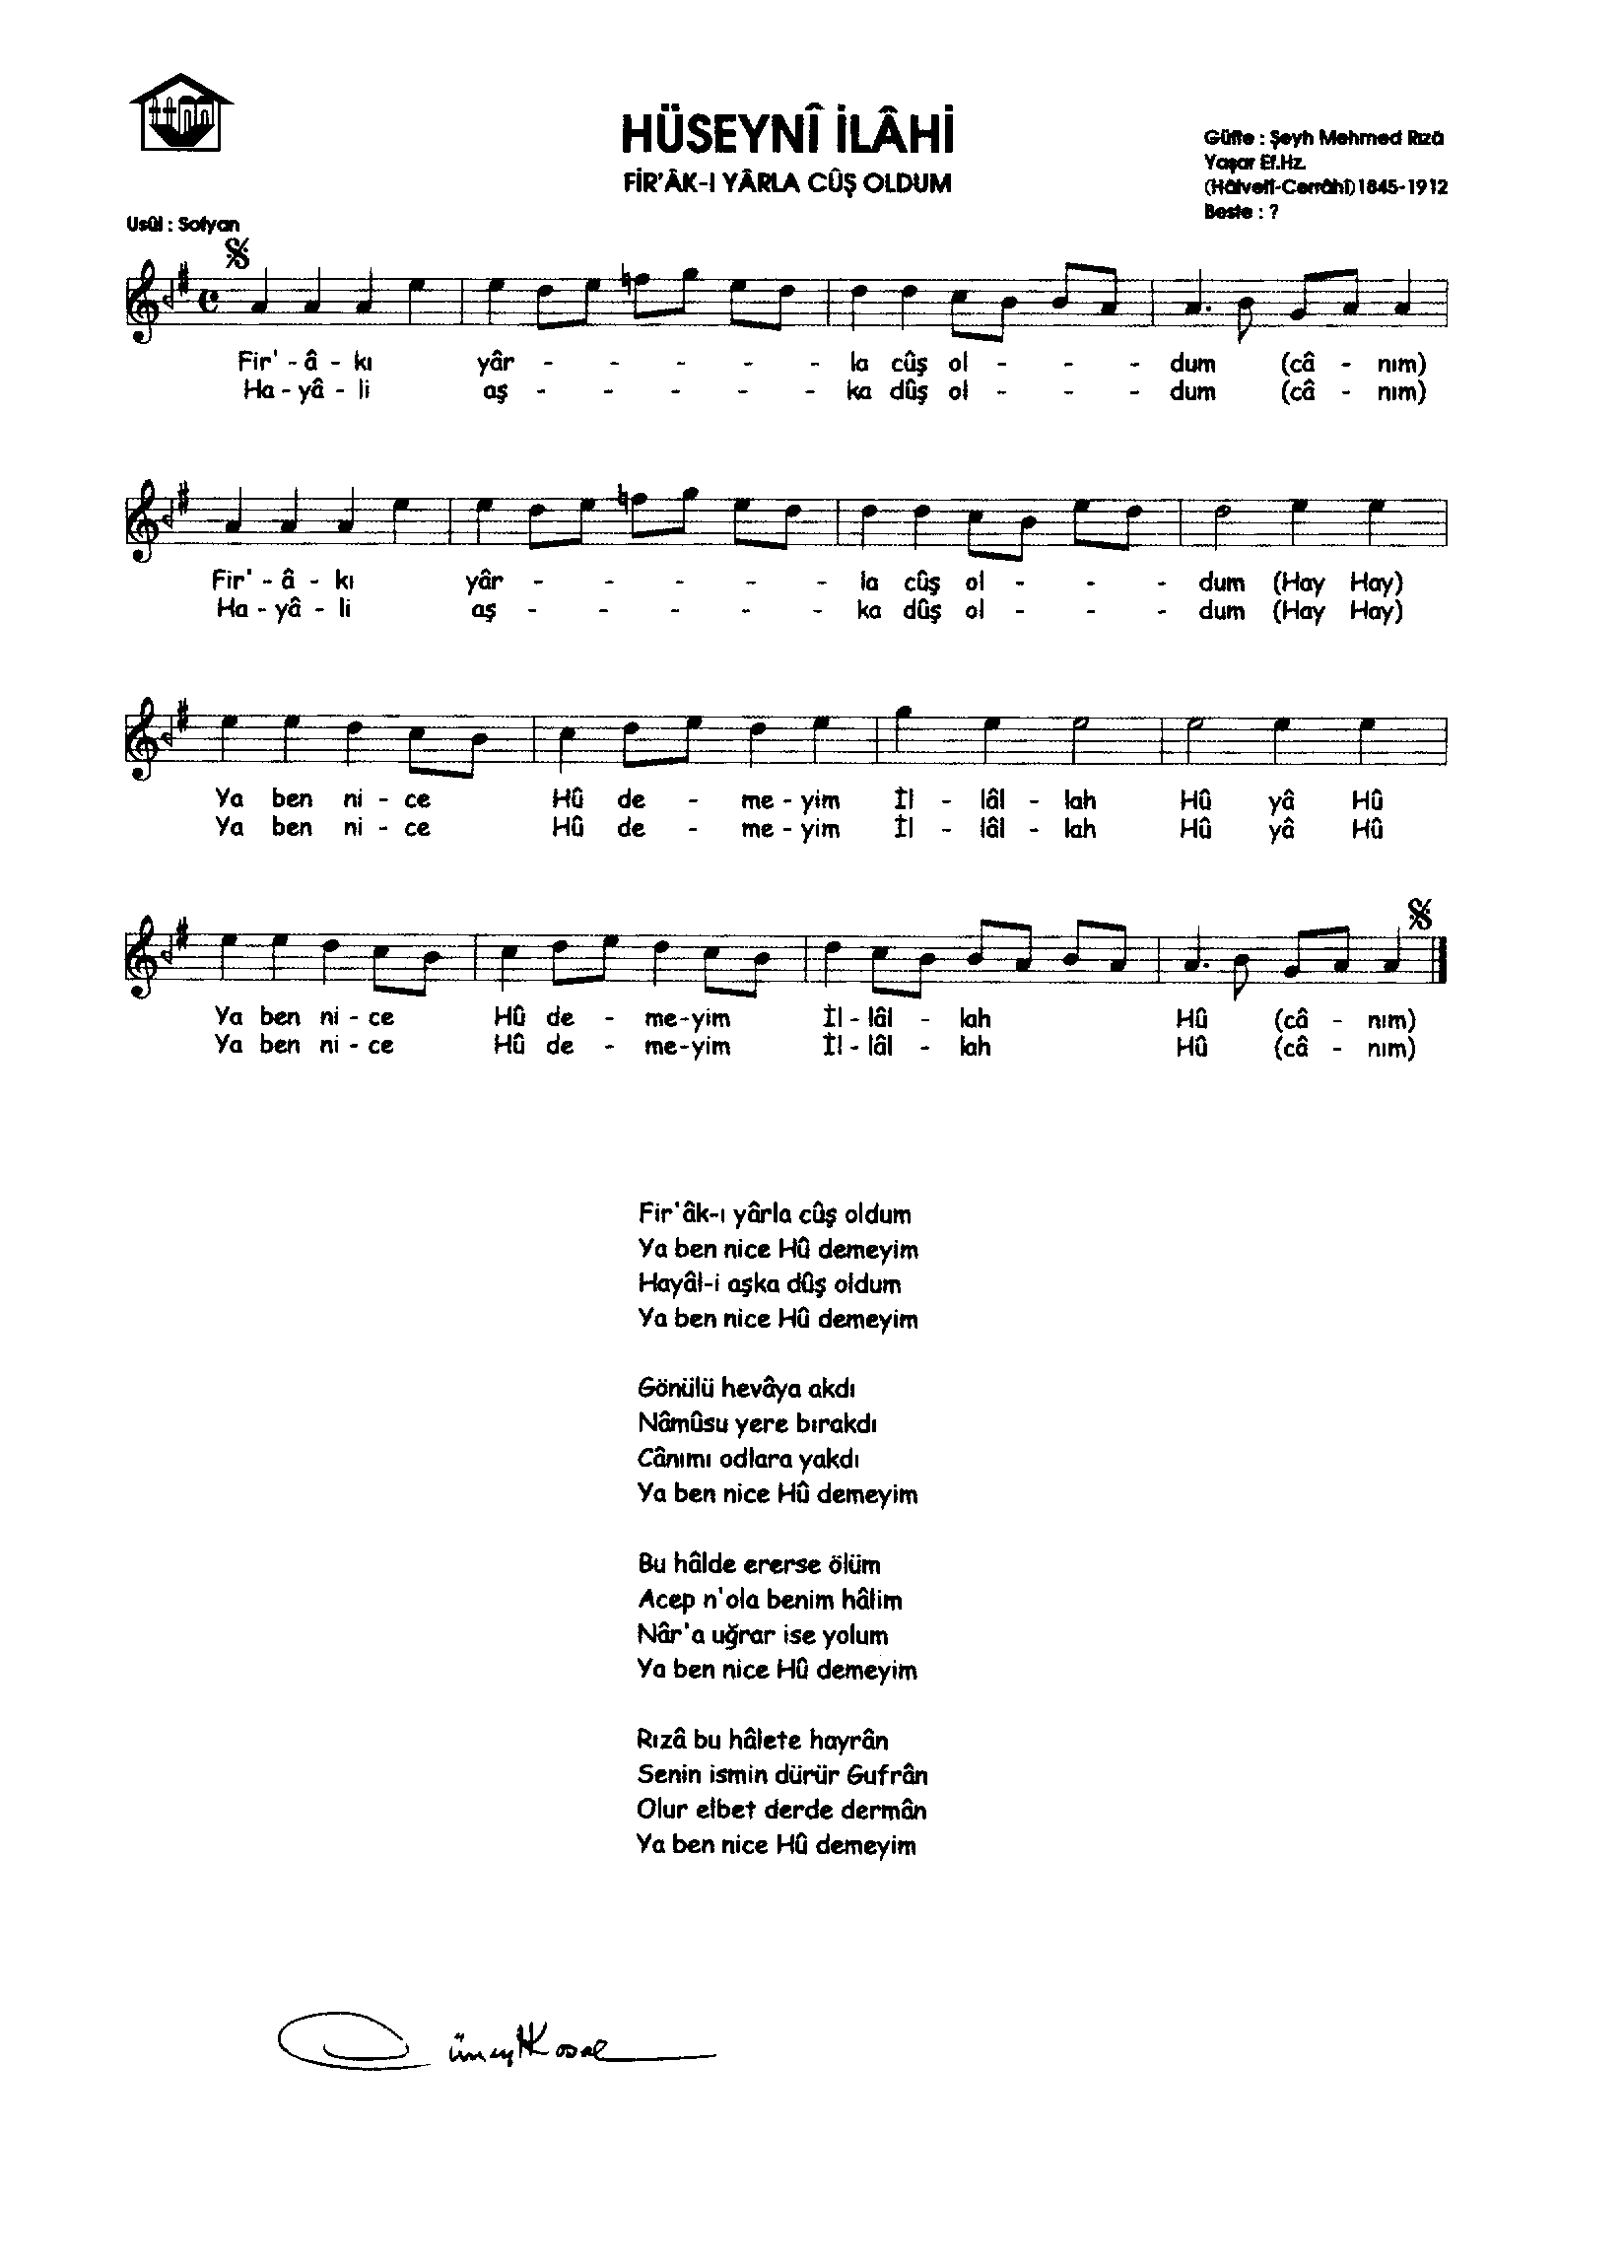 HÜSEYNÎ İLÂHİ
FİR'ÂK-I YÂRLA CÛŞ OLDUM
Güfte : Şeyh Mehmed Rızâ
Yaşar Ef.Hz.
(Hâlvetî-Cerrâhî)1845-1912
Beste : ?
Usûl : Sofyan
Fir' - â - kı yâr - - - - - la cûş ol - - - dum (câ - nım)
Ha - yâ - li aş - - - - - ka dûş ol - - - dum (câ - nım)
Fir' - â - kı yâr - - - - - la cûş ol - - - dum (Hay Hay)
Ha - yâ - li aş - - - - - ka dûş ol - - - dum (Hay Hay)
Ya ben ni - ce Hû de - me - yim İl - lâl - lah Hû yâ Hû
Ya ben ni - ce Hû de - me - yim İl - lâl - lah Hû yâ Hû
Ya ben ni - ce Hû de - me-yim İl - lâl - lah Hû (câ - nım)
Ya ben ni - ce Hû de - me-yim İl - lâl - lah Hû (câ - nım)
Fir'âk-ı yârla cûş oldum
Ya ben nice Hû demeyim
Hayâl-i aşka dûş oldum
Ya ben nice Hû demeyim
Gönülü hevâya akdı
Nâmûsu yere bırakdı
Cânımı odlara yakdı
Ya ben nice Hû demeyim
Bu hâlde ererse ölüm
Acep n'ola benim hâlim
Nâr'a uğrar ise yolum
Ya ben nice Hû demeyim
Rızâ bu hâlete hayrân
Senin ismin dürür Gufrân
Olur elbet derde dermân
Ya ben nice Hû demeyim